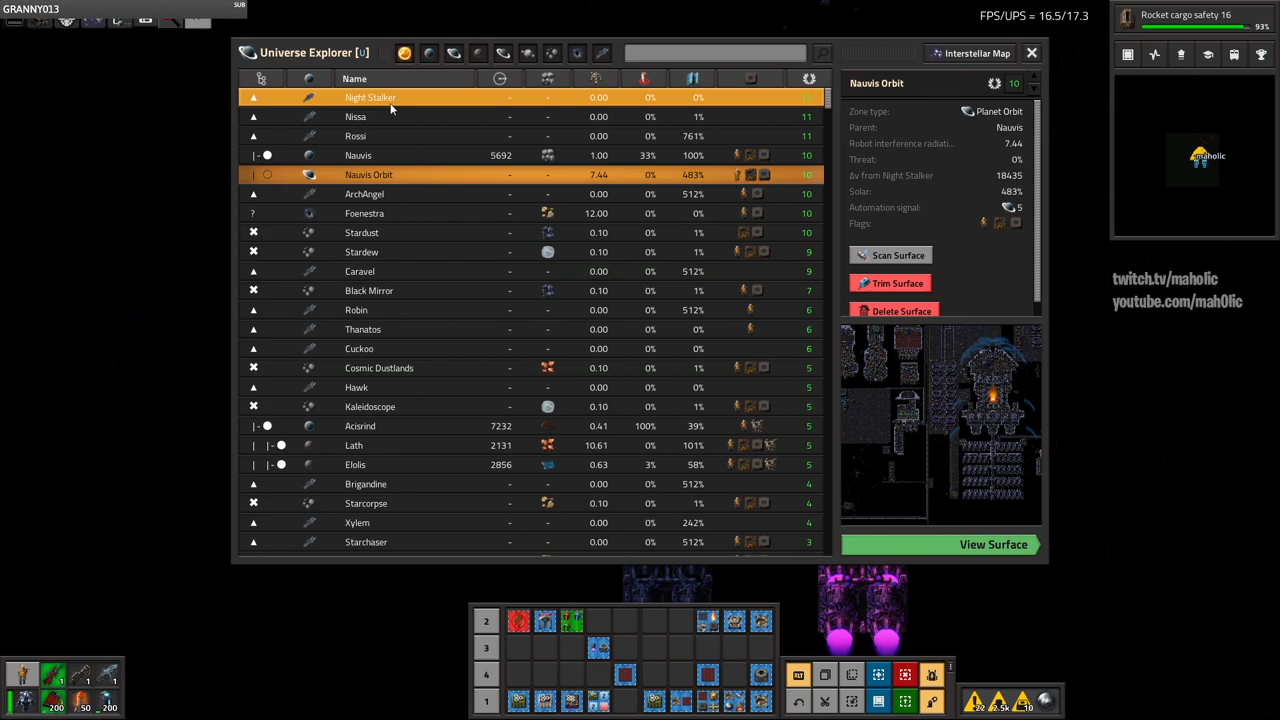 GRANNY013
SUB
FPS/UPS = 16.5/17.3
Rocket cargo safety 16
93%
Universe Explorer [U]
Interstellar Map
Name
Night Stalker - - 0.00 0% 0%
Nissa - - 0.00 0% 1% 11
Rossi - - 0.00 0% 761% 11
Nauvis 5692 1.00 33% 100% 10
Nauvis Orbit - - 7.44 0% 483% 10
ArchAngel - - 0.00 0% 512% 10
? Foenestra - 12.00 0% 0% 10
Stardust - 0.10 0% 1% 10
Stardew - 0.10 0% 1% 9
Caravel - - 0.00 0% 512% 9
Black Mirror - 0.10 0% 1% 7
Robin - - 0.00 0% 512% 6
Thanatos - - 0.00 0% 1% 6
Cuckoo - - 0.00 0% 0% 6
Cosmic Dustlands - 0.10 0% 1% 5
Hawk - - 0.00 0% 0% 5
Kaleidoscope - 0.10 0% 1% 5
Acisrind 7232 0.41 100% 39% 5
Lath 2131 10.61 0% 101% 5
Elolis 2856 0.63 3% 58% 5
Brigandine - - 0.00 0% 512% 4
Starcorpse - 0.10 0% 1% 4
Xylem - - 0.00 0% 242% 4
Starchaser - - 0.00 0% 512% 3
Nauvis Orbit 10
Zone type: Planet Orbit
Parent: Nauvis
Robot interference radiati... 7.44
Threat: 0%
Δv from Night Stalker 18435
Solar: 483%
Automation signal: 5
Flags:
Scan Surface
Trim Surface
Delete Surface
View Surface
maholic
twitch.tv/maholic
youtube.com/mah0lic
2
3
4
1
ALT
1 1 1
200 50 200
22 2.5k 10